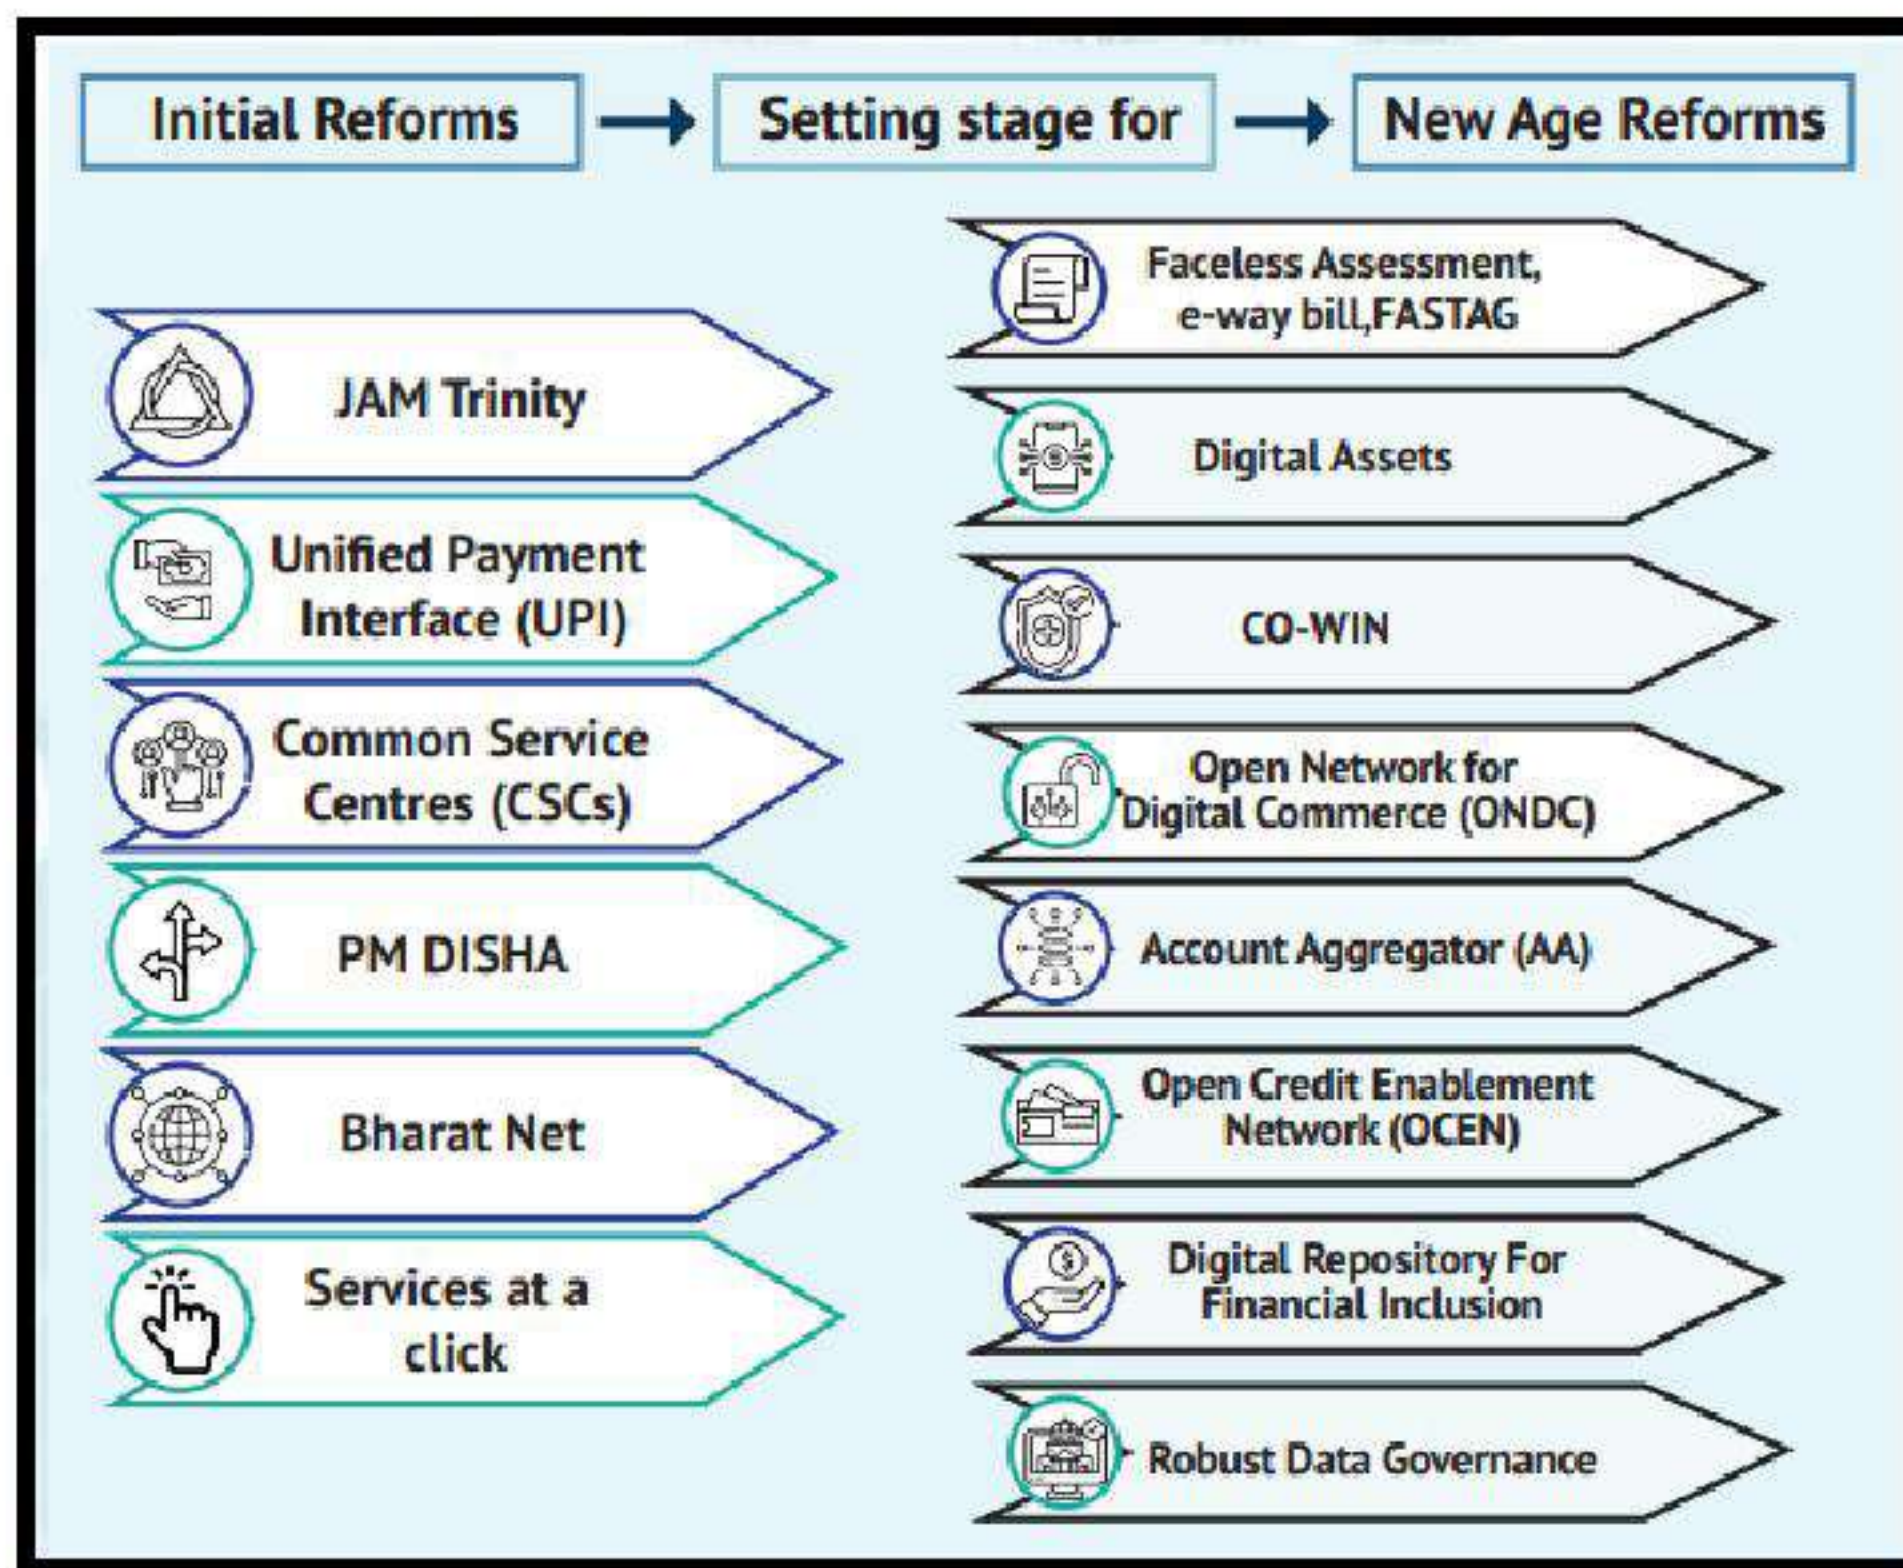 Initial Reforms
Setting stage for
New Age Reforms
JAM Trinity
Unified Payment
Interface (UPI)
Common Service
Centres (CSCs)
PM DISHA
Bharat Net
Services at a
click
Faceless Assessment,
e-way bill,FASTAG
Digital Assets
CO-WIN
Open Network for
Digital Commerce (ONDC)
Account Aggregator (AA)
Open Credit Enablement
Network (OCEN)
Digital Repository For
Financial Inclusion
Robust Data Governance